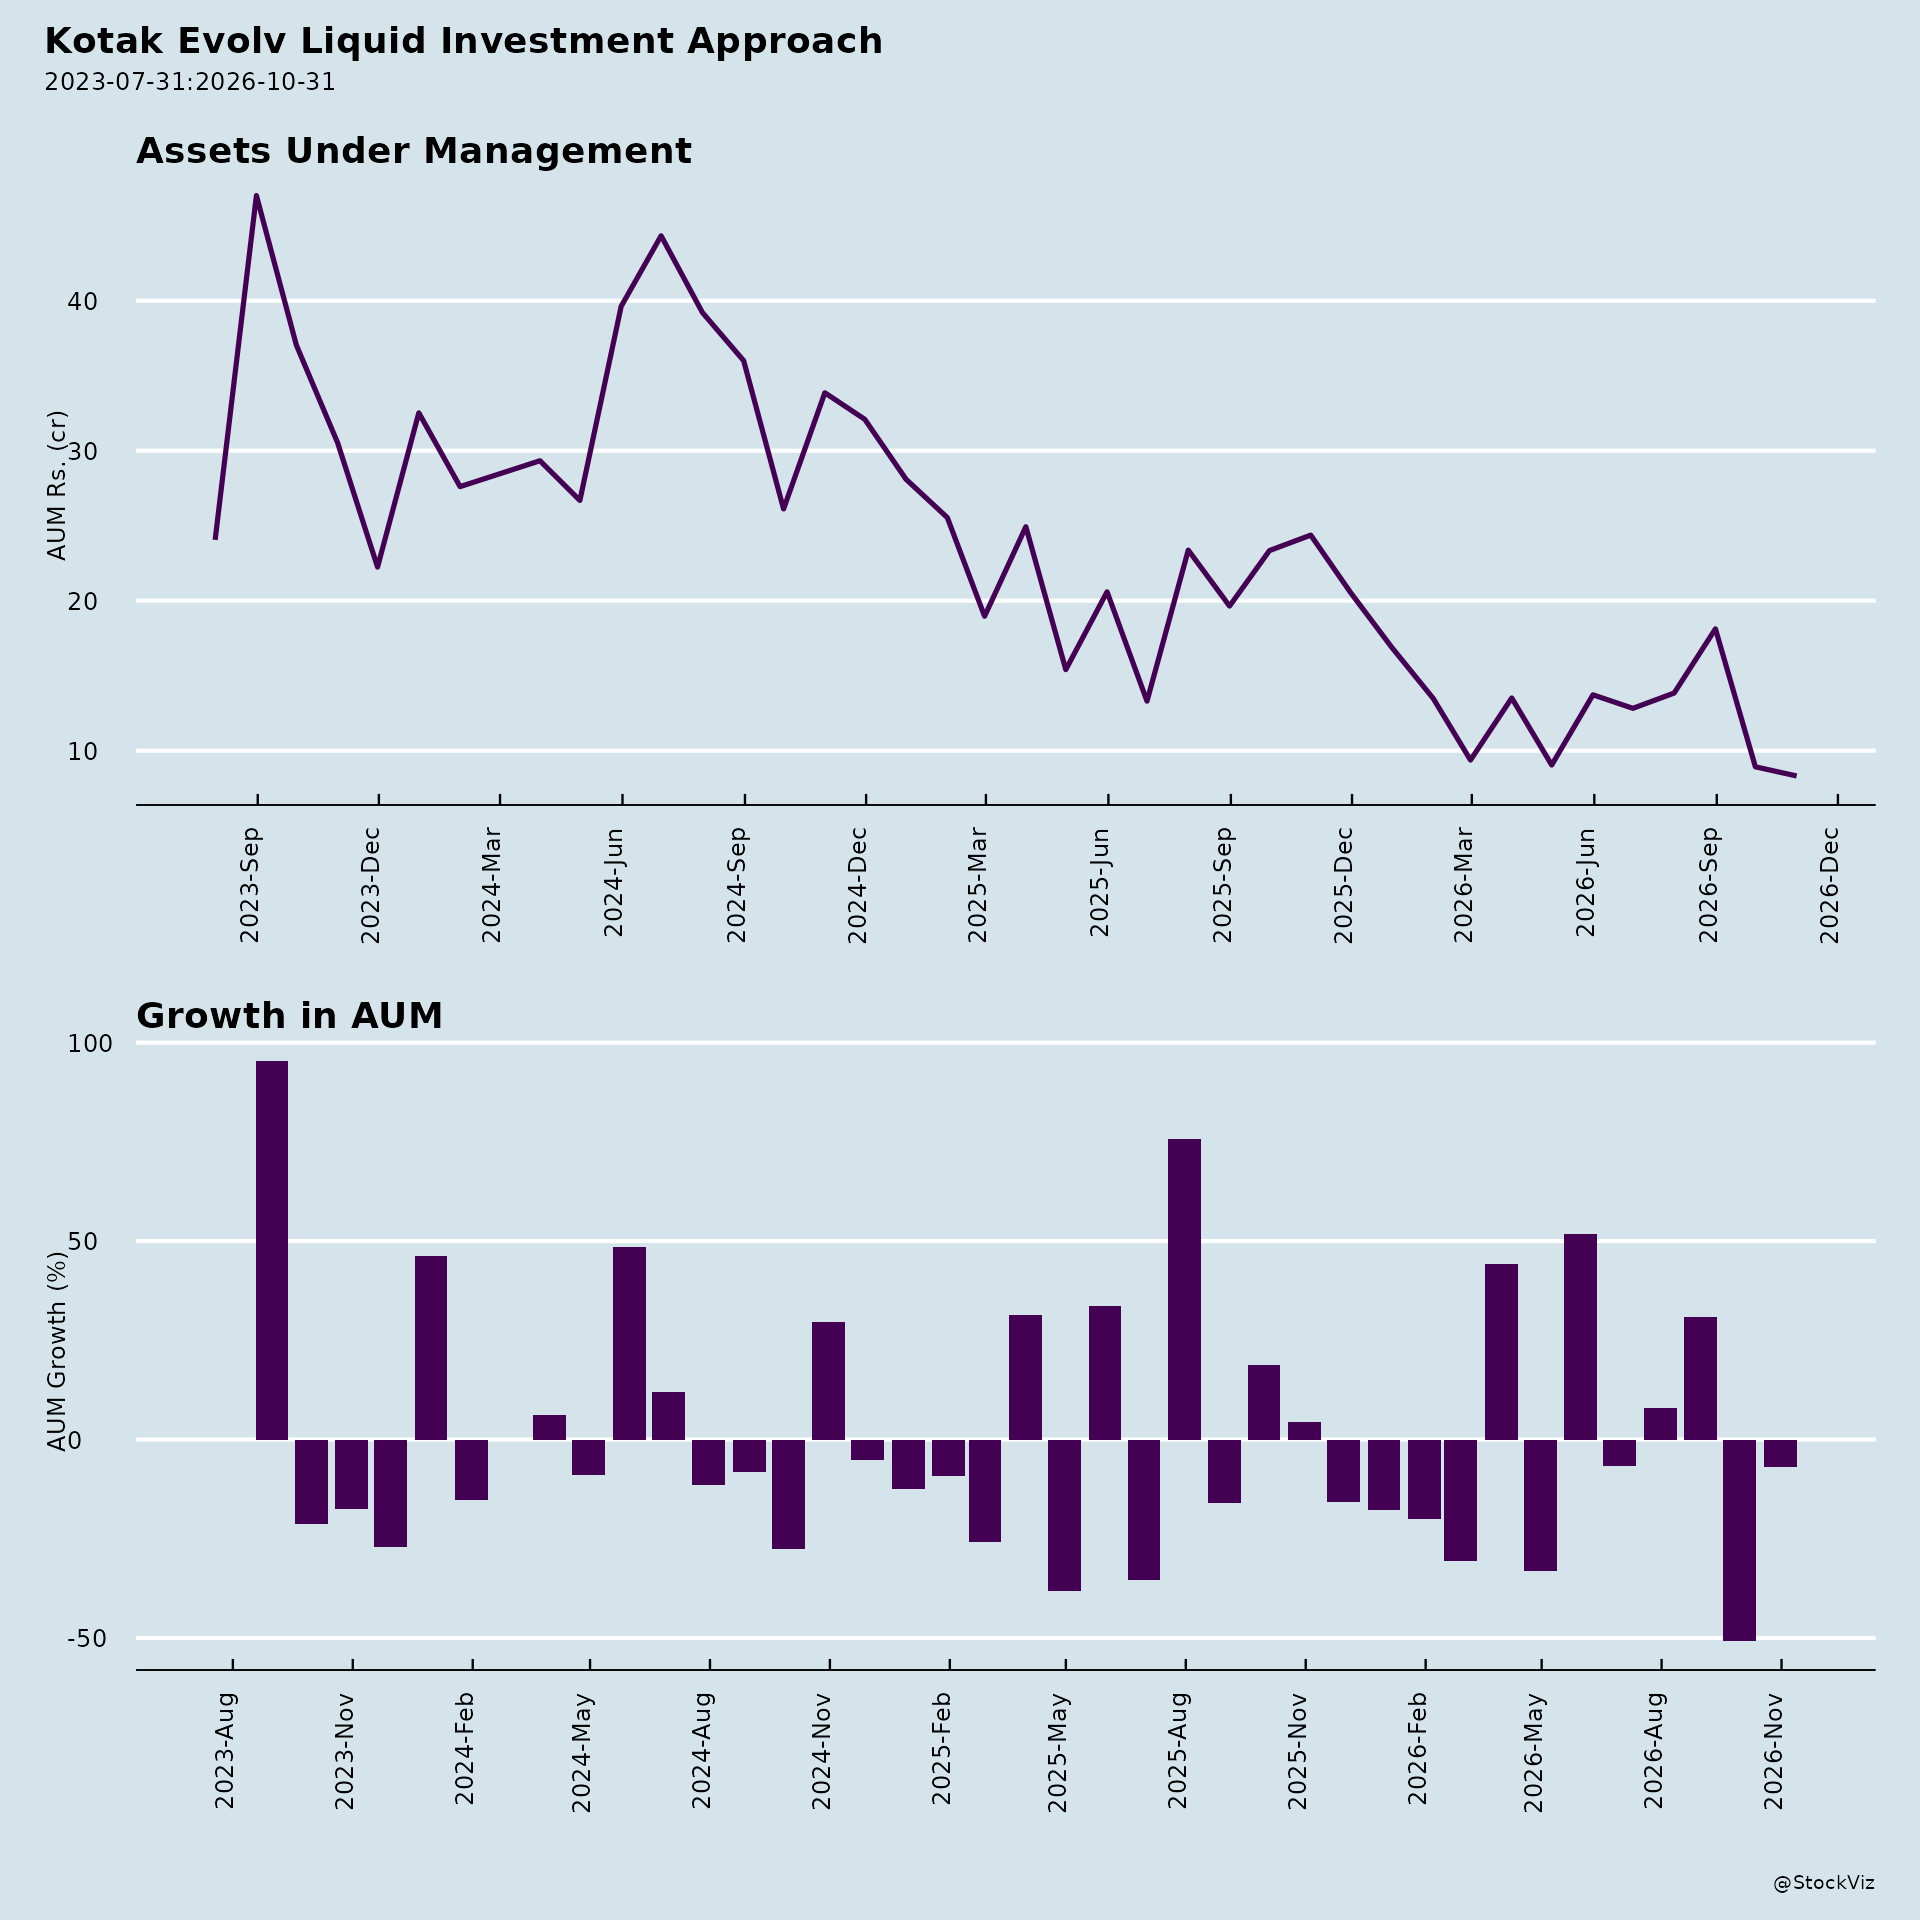 Kotak Evolv Liquid Investment Approach
2023-07-31:2026-10-31
Assets Under Management
AUM Rs. (cr)
40
30
20
10
2023-Sep
2023-Dec
2024-Mar
2024-Jun
2024-Sep
2024-Dec
2025-Mar
2025-Jun
2025-Sep
2025-Dec
2026-Mar
2026-Jun
2026-Sep
2026-Dec
Growth in AUM
AUM Growth (%)
100
50
0
-50
2023-Aug
2023-Nov
2024-Feb
2024-May
2024-Aug
2024-Nov
2025-Feb
2025-May
2025-Aug
2025-Nov
2026-Feb
2026-May
2026-Aug
2026-Nov
@StockViz